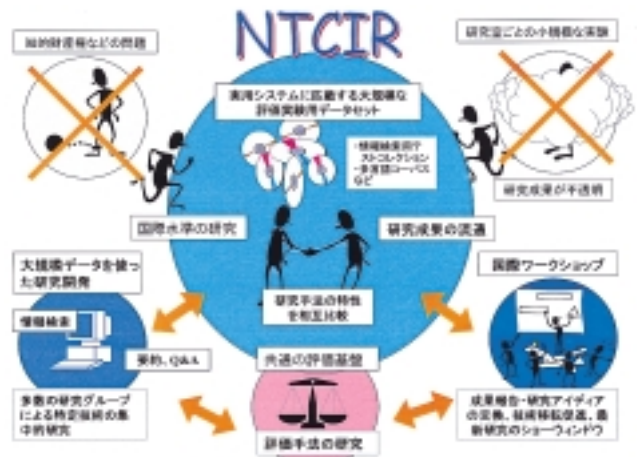 NTCIR
知的財産権などの問題
研究室ごとの小規模な実験
実用システムに匹敵する大規模な
評価実験用データセット
・情報検索用テ
ストコレクション
・多言語コーパス
など
研究成果が不透明
国際水準の研究
研究成果の流通
大規模データを使っ
た研究開発
国際ワークショップ
情報検索
研究手法の特性
を相互比較
要約、Q&A
共通の評価基盤
多数の研究グループ
による特定技術の集
中的研究
成果報告・研究アイディア
の交換、技術移転促進、最
新研究のショーウィンドウ
評価手法の研究